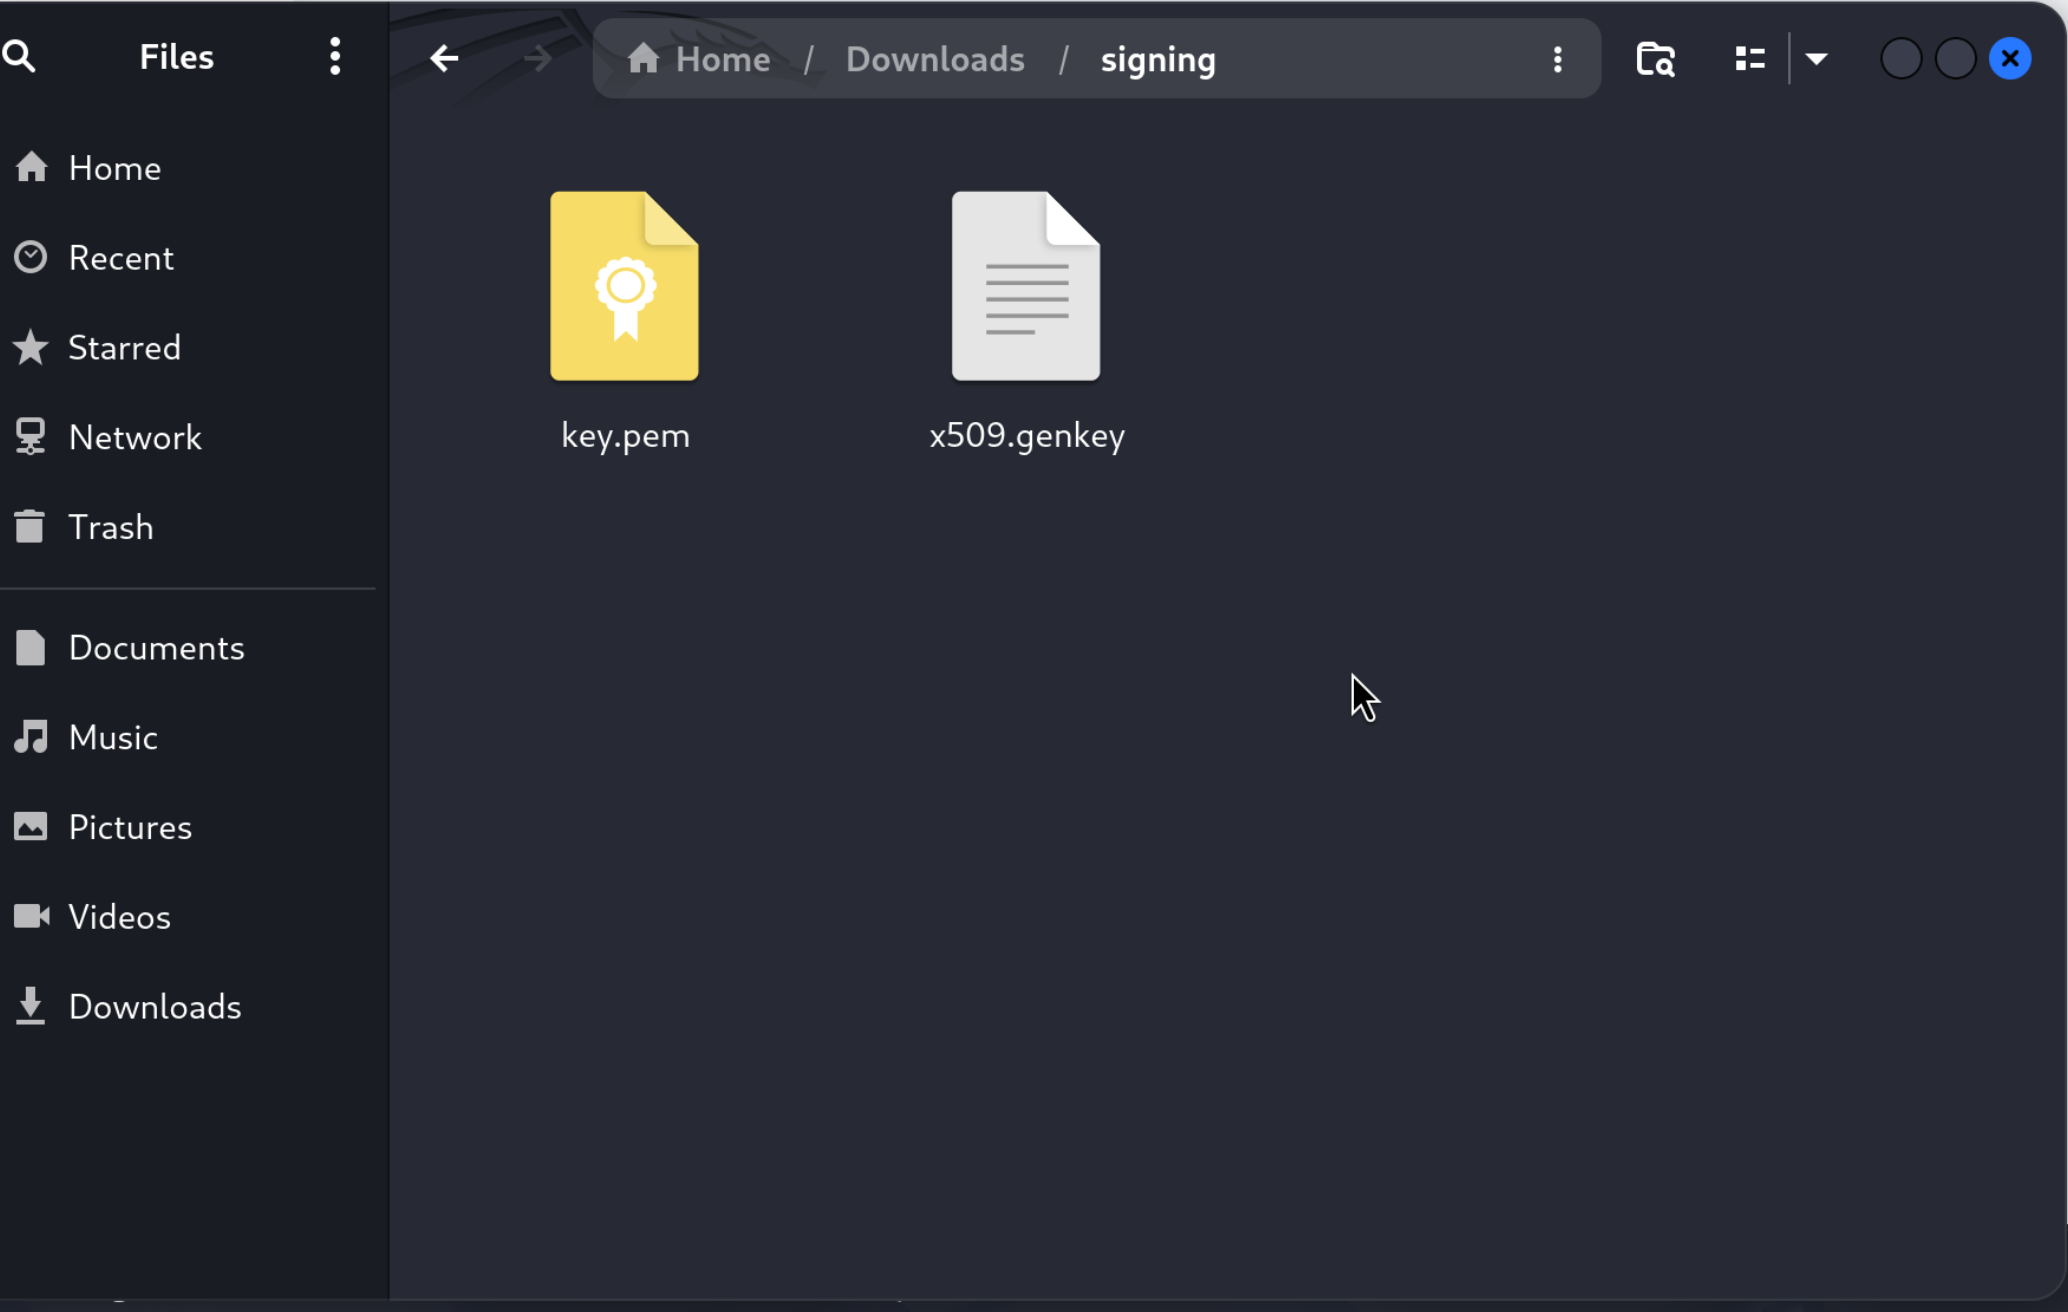 Files
Home / Downloads / signing
Home
Recent
Starred
Network
Trash
Documents
Music
Pictures
Videos
Downloads
key.pem
x509.genkey